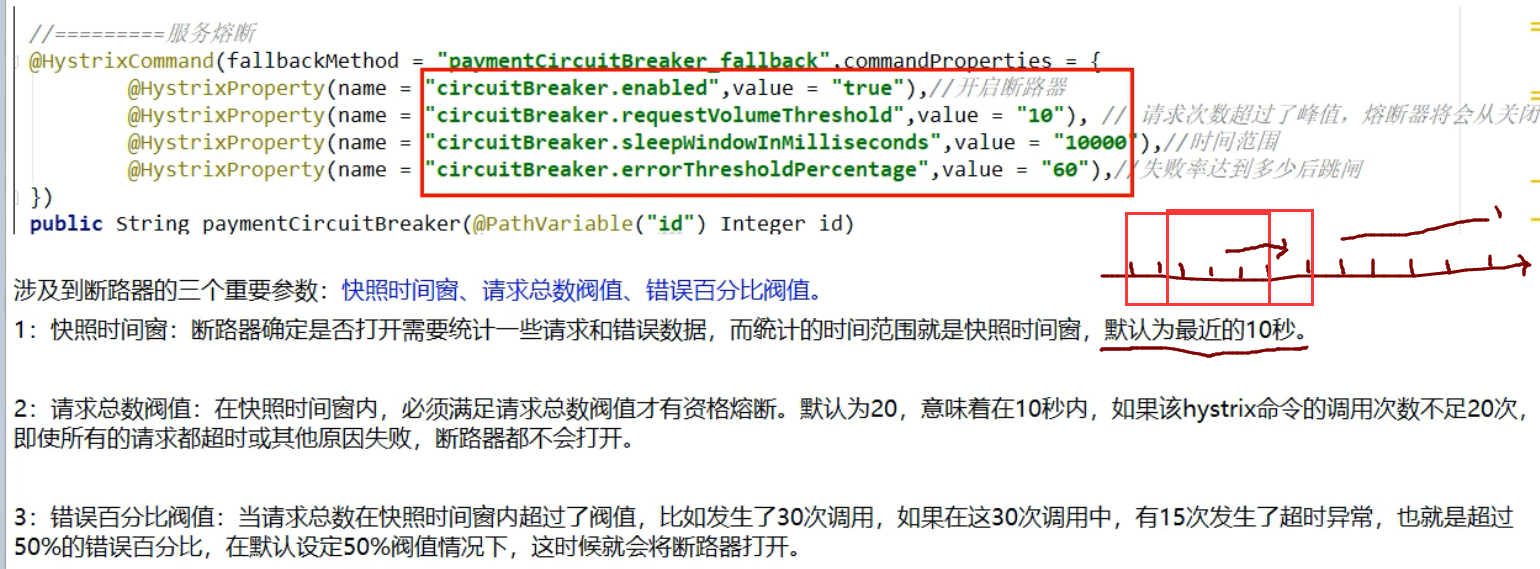 //=========服务熔断
@HystrixCommand(fallbackMethod = "paymentCircuitBreaker_fallback",commandProperties = {
@HystrixProperty(name = "circuitBreaker.enabled",value = "true"),//开启断路器
@HystrixProperty(name = "circuitBreaker.requestVolumeThreshold",value = "10"), // 请求次数超过了峰值，熔断器将会从关闭
@HystrixProperty(name = "circuitBreaker.sleepWindowInMilliseconds",value = "10000"),//时间范围
@HystrixProperty(name = "circuitBreaker.errorThresholdPercentage",value = "60"),//失败率达到多少后跳闸
})
public String paymentCircuitBreaker(@PathVariable("id") Integer id)
涉及到断路器的三个重要参数：快照时间窗、请求总数阀值、错误百分比阀值。
1：快照时间窗：断路器确定是否打开需要统计一些请求和错误数据，而统计的时间范围就是快照时间窗，默认为最近的10秒。
2：请求总数阀值：在快照时间窗内，必须满足请求总数阀值才有资格熔断。默认为20，意味着在10秒内，如果该hystrix命令的调用次数不足20次，
即使所有的请求都超时或其他原因失败，断路器都不会打开。
3：错误百分比阀值：当请求总数在快照时间窗内超过了阀值，比如发生了30次调用，如果在这30次调用中，有15次发生了超时异常，也就是超过
50%的错误百分比，在默认设定50%阀值情况下，这时候就会将断路器打开。